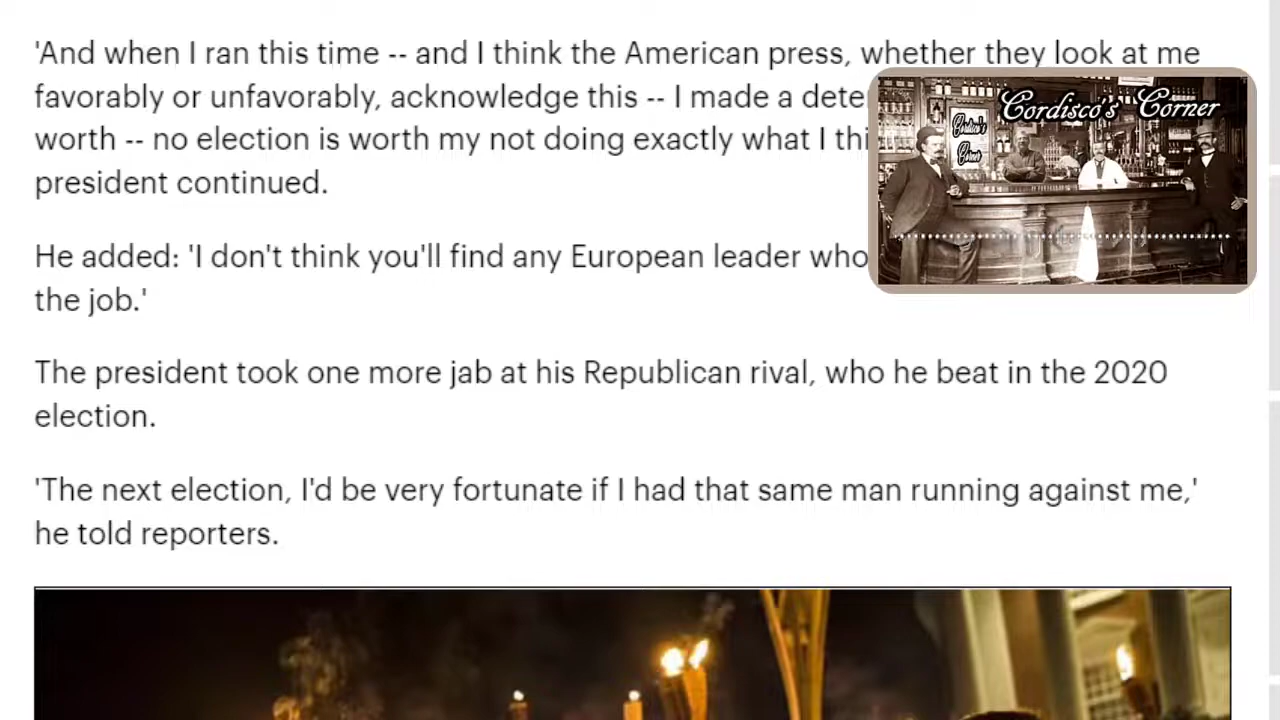 'And when I ran this time -- and I think the American press, whether they look at me
favorably or unfavorably, acknowledge this -- I made a
worth -- no election is worth my not doing exactly what I
president continued.
Cordisco's Corner
Cordisco's
Corner
He added: 'I don't think you'll find any European leader who
the job.'
The president took one more jab at his Republican rival, who he beat in the 2020
election.
'The next election, I'd be very fortunate if I had that same man running against me,'
he told reporters.